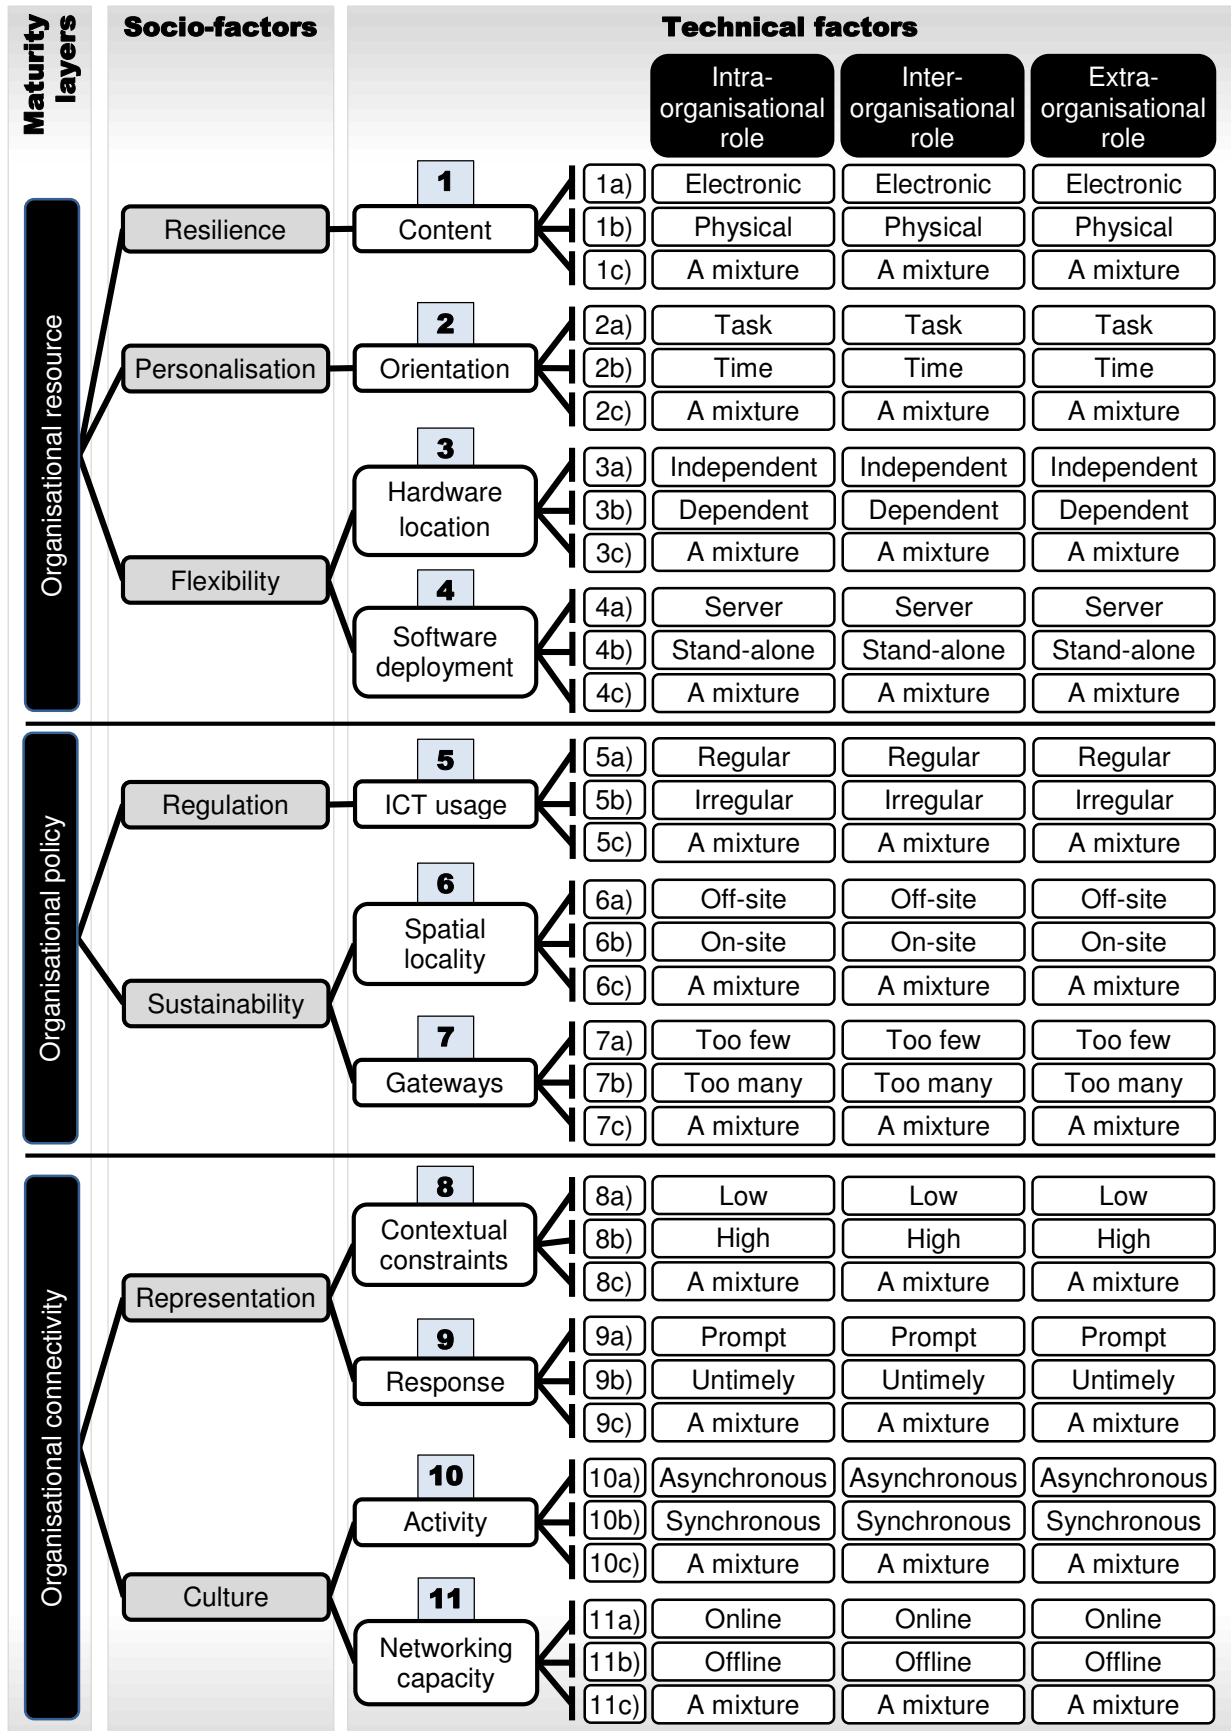 Maturity
layers
Socio-factors
Technical factors
Intra-
organisational
role
Inter-
organisational
role
Extra-
organisational
role
Organisational resource
Resilience
1
Content
1a) Electronic Electronic Electronic
1b) Physical Physical Physical
1c) A mixture A mixture A mixture
Personalisation
2
Orientation
2a) Task Task Task
2b) Time Time Time
2c) A mixture A mixture A mixture
Flexibility
3
Hardware
location
3a) Independent Independent Independent
3b) Dependent Dependent Dependent
3c) A mixture A mixture A mixture
4
Software
deployment
4a) Server Server Server
4b) Stand-alone Stand-alone Stand-alone
4c) A mixture A mixture A mixture
Organisational policy
Regulation
5
ICT usage
5a) Regular Regular Regular
5b) Irregular Irregular Irregular
5c) A mixture A mixture A mixture
Sustainability
6
Spatial
locality
6a) Off-site Off-site Off-site
6b) On-site On-site On-site
6c) A mixture A mixture A mixture
7
Gateways
7a) Too few Too few Too few
7b) Too many Too many Too many
7c) A mixture A mixture A mixture
Organisational connectivity
Representation
8
Contextual
constraints
8a) Low Low Low
8b) High High High
8c) A mixture A mixture A mixture
9
Response
9a) Prompt Prompt Prompt
9b) Untimely Untimely Untimely
9c) A mixture A mixture A mixture
Culture
10
Activity
10a) Asynchronous Asynchronous Asynchronous
10b) Synchronous Synchronous Synchronous
10c) A mixture A mixture A mixture
11
Networking
capacity
11a) Online Online Online
11b) Offline Offline Offline
11c) A mixture A mixture A mixture